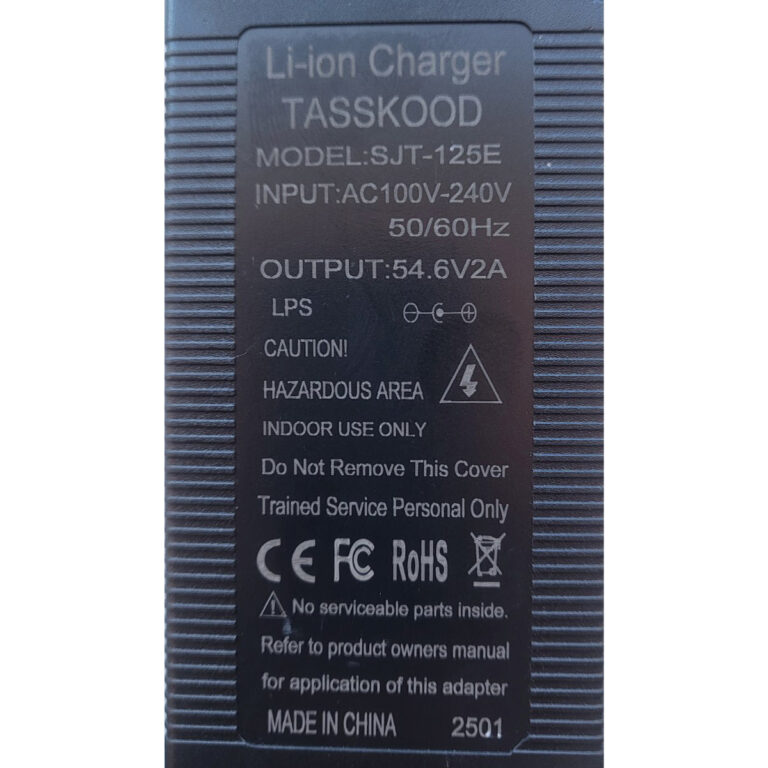 Li-ion Charger
TASSKOOD
MODEL:SJT-125E
INPUT:AC100V-240V
50/60Hz
OUTPUT:54.6V2A
LPS
CAUTION!
HAZARDOUS AREA
INDOOR USE ONLY
Do Not Remove This Cover
Trained Service Personal Only
CE FC RoHS
No serviceable parts inside.
Refer to product owners manual
for application of this adapter
MADE IN CHINA 2501